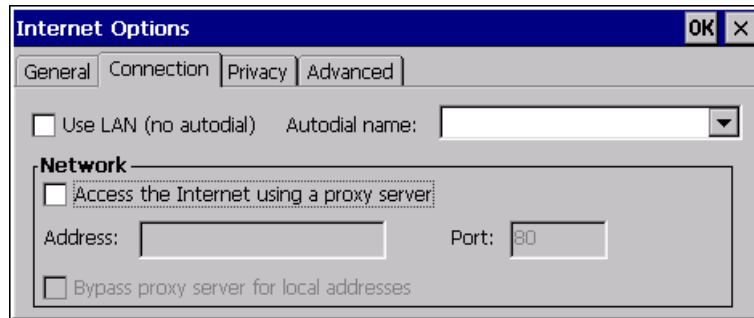 Internet Options OK ×
General Connection Privacy Advanced
Use LAN (no autodial) Autodial name:
Network
Access the Internet using a proxy server
Address: Port: 80
Bypass proxy server for local addresses